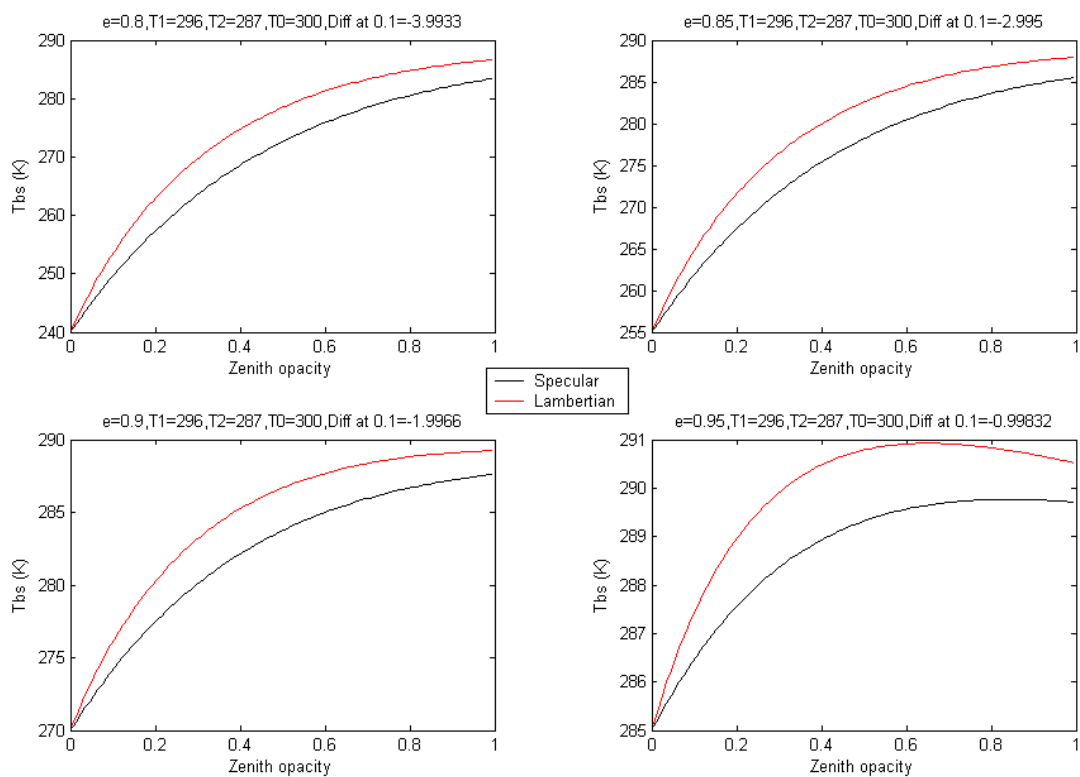 e=0.8,T1=296,T2=287,T0=300,Diff at 0.1=-3.9933
290
280
270
260
250
240
Tbs (K)
0 0.2 0.4 0.6 0.8 1
Zenith opacity
e=0.85,T1=296,T2=287,T0=300,Diff at 0.1=-2.995
290
285
280
275
270
265
260
255
Tbs (K)
0 0.2 0.4 0.6 0.8 1
Zenith opacity
Specular
Lambertian
e=0.9,T1=296,T2=287,T0=300,Diff at 0.1=-1.9966
290
285
280
275
270
Tbs (K)
0 0.2 0.4 0.6 0.8 1
Zenith opacity
e=0.95,T1=296,T2=287,T0=300,Diff at 0.1=-0.99832
291
290
289
288
287
286
285
Tbs (K)
0 0.2 0.4 0.6 0.8 1
Zenith opacity